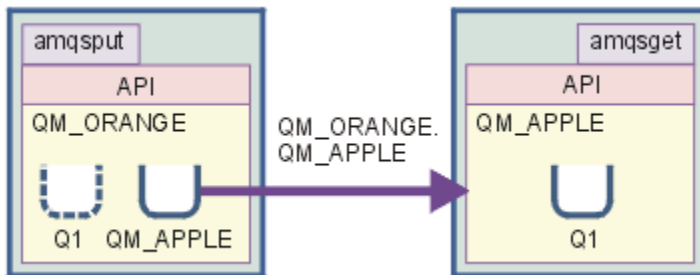 amqsput
API
QM_ORANGE
Q1
QM_APPLE
QM_ORANGE.
QM_APPLE
amqsget
API
QM_APPLE
Q1